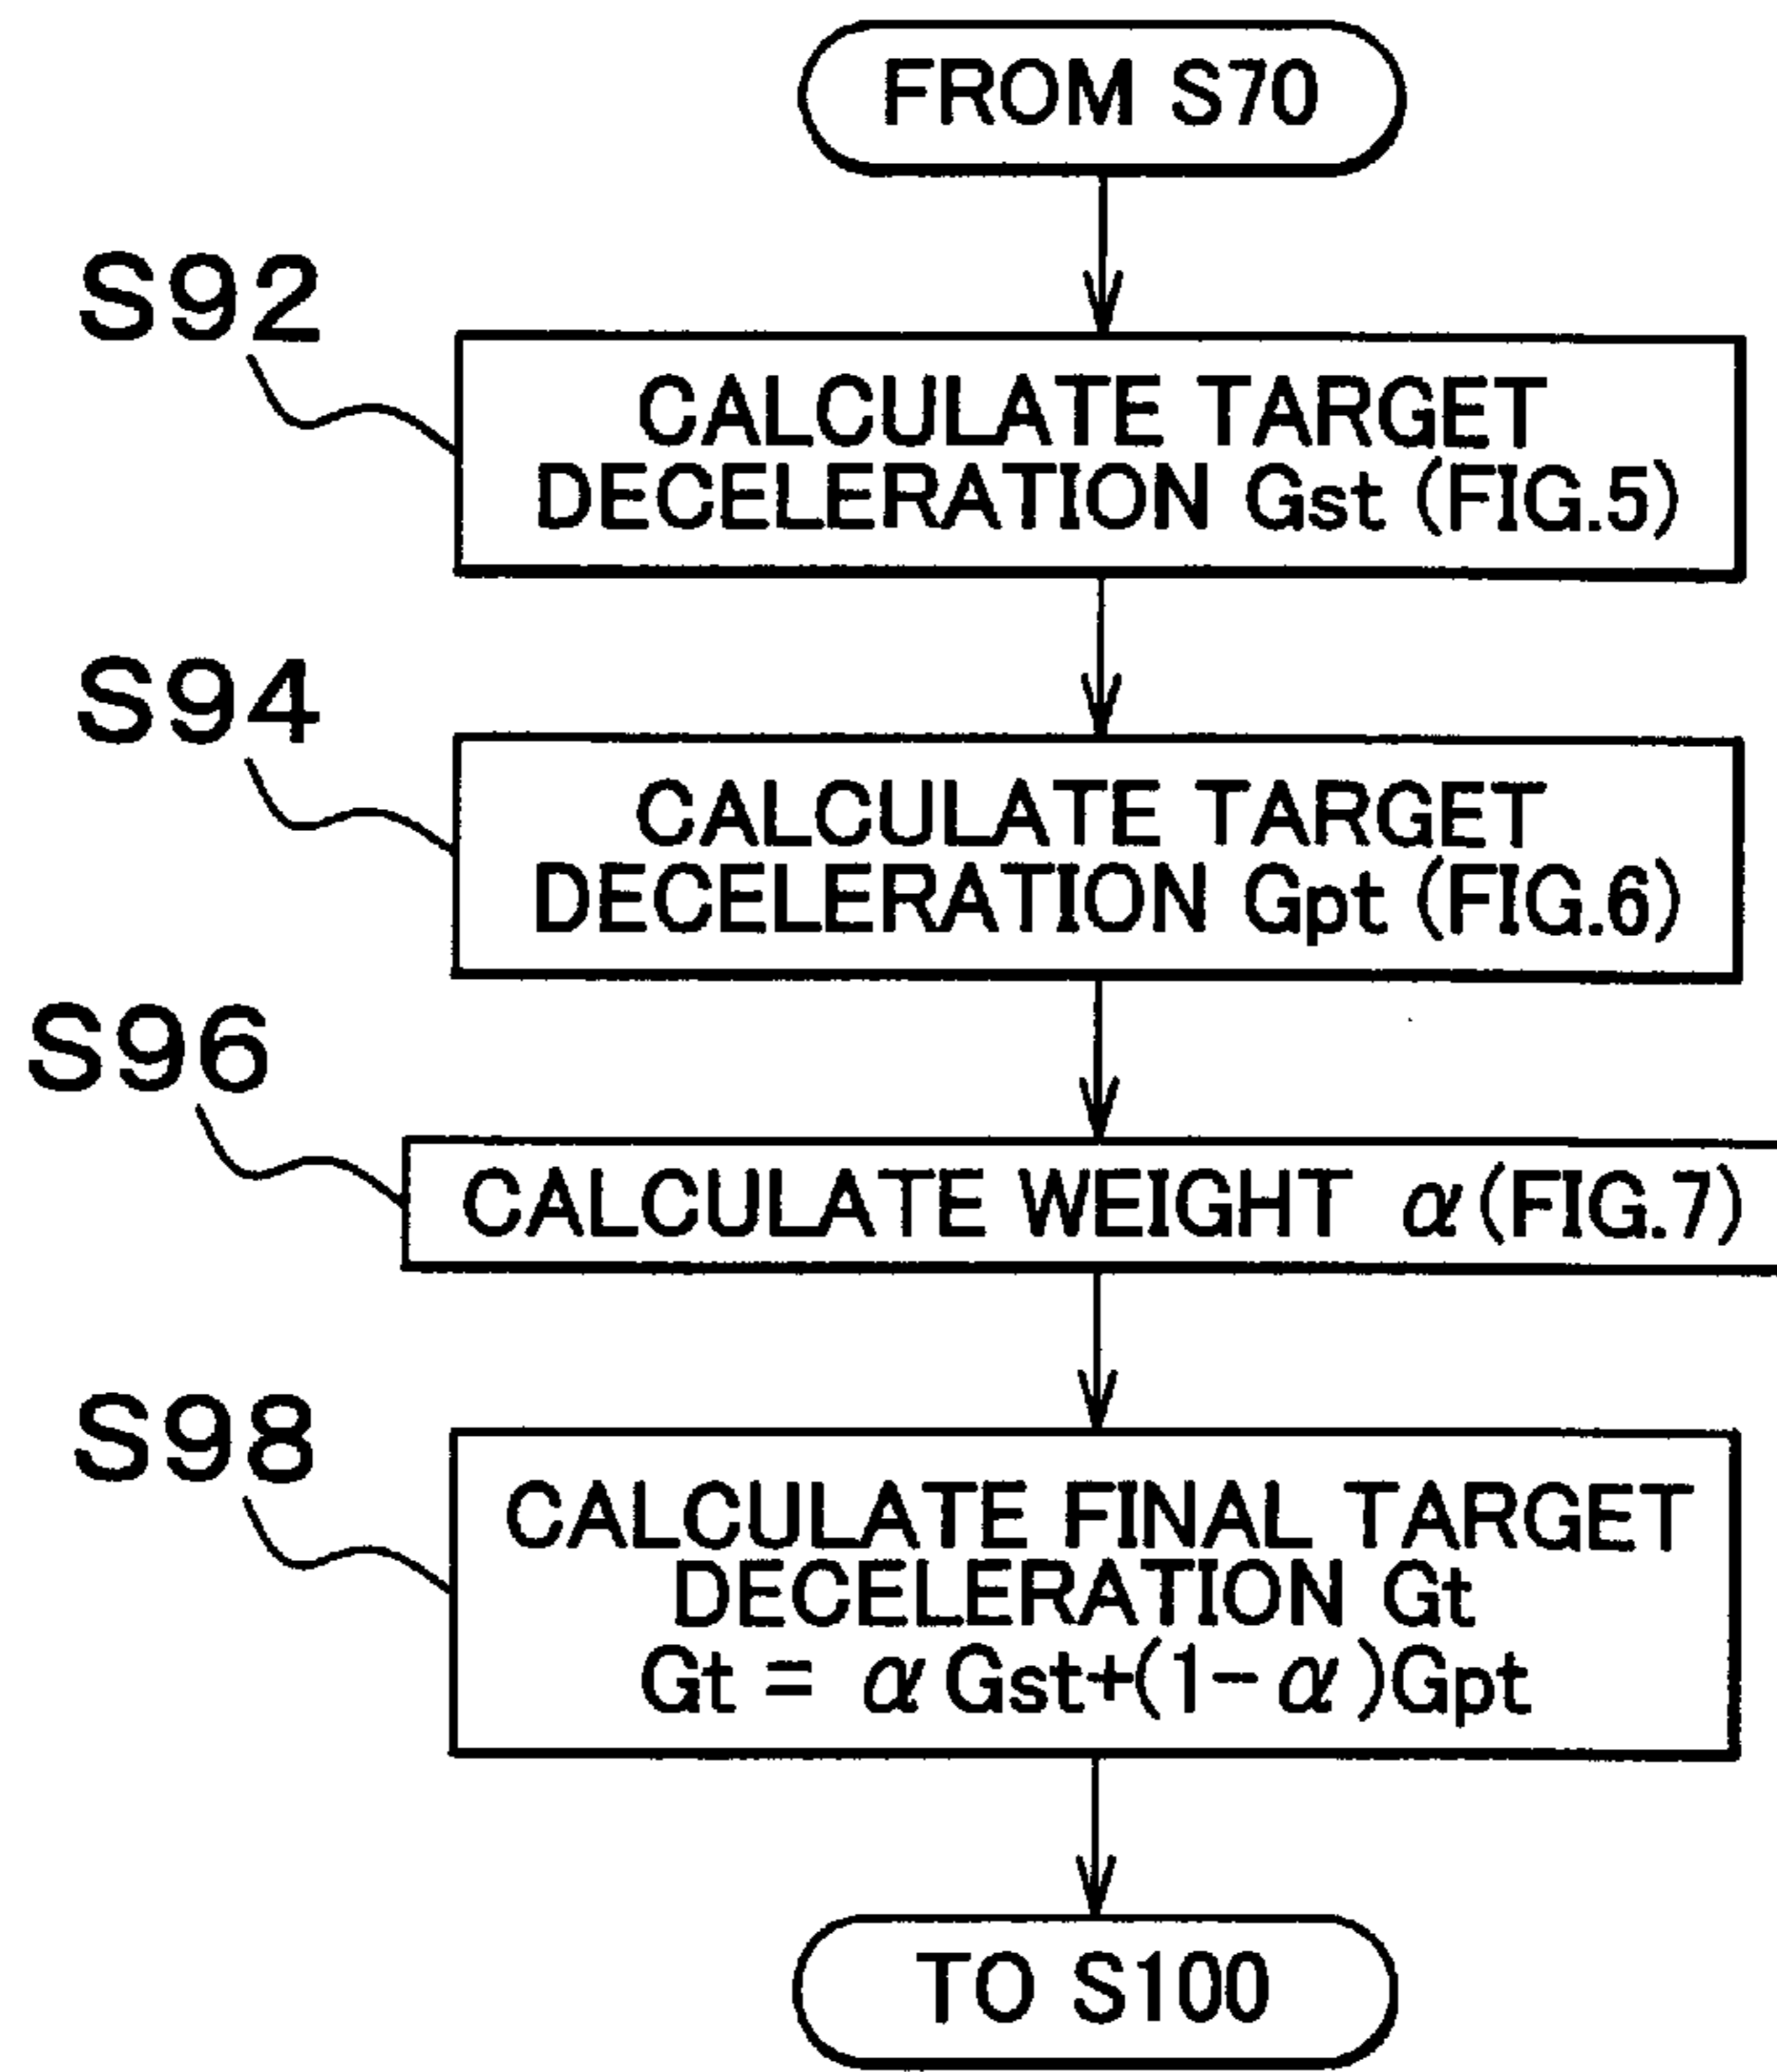 FROM S70
S92
CALCULATE TARGET
DECELERATION Gst (FIG.5)
S94
CALCULATE TARGET
DECELERATION Gpt (FIG.6)
S96
CALCULATE WEIGHT α(FIG.7)
S98
CALCULATE FINAL TARGET
DECELERATION Gt
Gt = αGst+(1-α)Gpt
TO S100